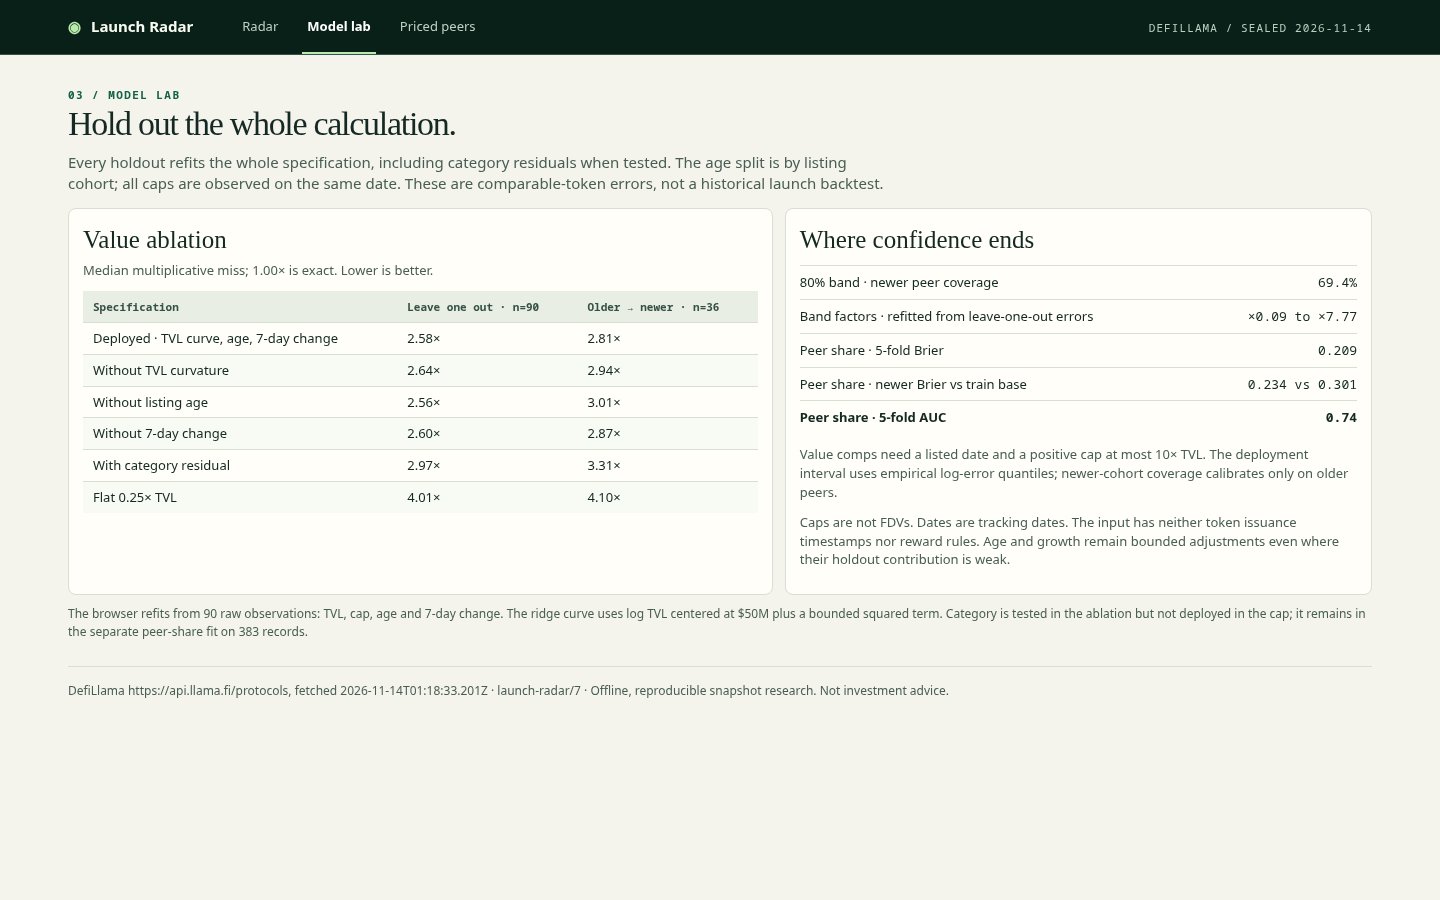 Launch Radar Radar Model lab Priced peers DEFILLAMA / SEALED 2026-11-14
03 / MODEL LAB
Hold out the whole calculation.
Every holdout refits the whole specification, including category residuals when tested. The age split is by listing
cohort; all caps are observed on the same date. These are comparable-token errors, not a historical launch backtest.
Value ablation
Median multiplicative miss; 1.00× is exact. Lower is better.
Specification Leave one out · n=90 Older → newer · n=36
Deployed · TVL curve, age, 7-day change 2.58× 2.81×
Without TVL curvature 2.64× 2.94×
Without listing age 2.56× 3.01×
Without 7-day change 2.60× 2.87×
With category residual 2.97× 3.31×
Flat 0.25× TVL 4.01× 4.10×
Where confidence ends
80% band · newer peer coverage 69.4%
Band factors · refitted from leave-one-out errors ×0.09 to ×7.77
Peer share · 5-fold Brier 0.209
Peer share · newer Brier vs train base 0.234 vs 0.301
Peer share · 5-fold AUC 0.74
Value comps need a listed date and a positive cap at most 10× TVL. The deployment
interval uses empirical log-error quantiles; newer-cohort coverage calibrates only on older
peers.
Caps are not FDVs. Dates are tracking dates. The input has neither token issuance
timestamps nor reward rules. Age and growth remain bounded adjustments even where
their holdout contribution is weak.
The browser refits from 90 raw observations: TVL, cap, age and 7-day change. The ridge curve uses log TVL centered at $50M plus a bounded squared term. Category is tested in the ablation but not deployed in the cap; it remains in
the separate peer-share fit on 383 records.
DefiLlama https://api.llama.fi/protocols, fetched 2026-11-14T01:18:33.201Z · launch-radar/7 · Offline, reproducible snapshot research. Not investment advice.